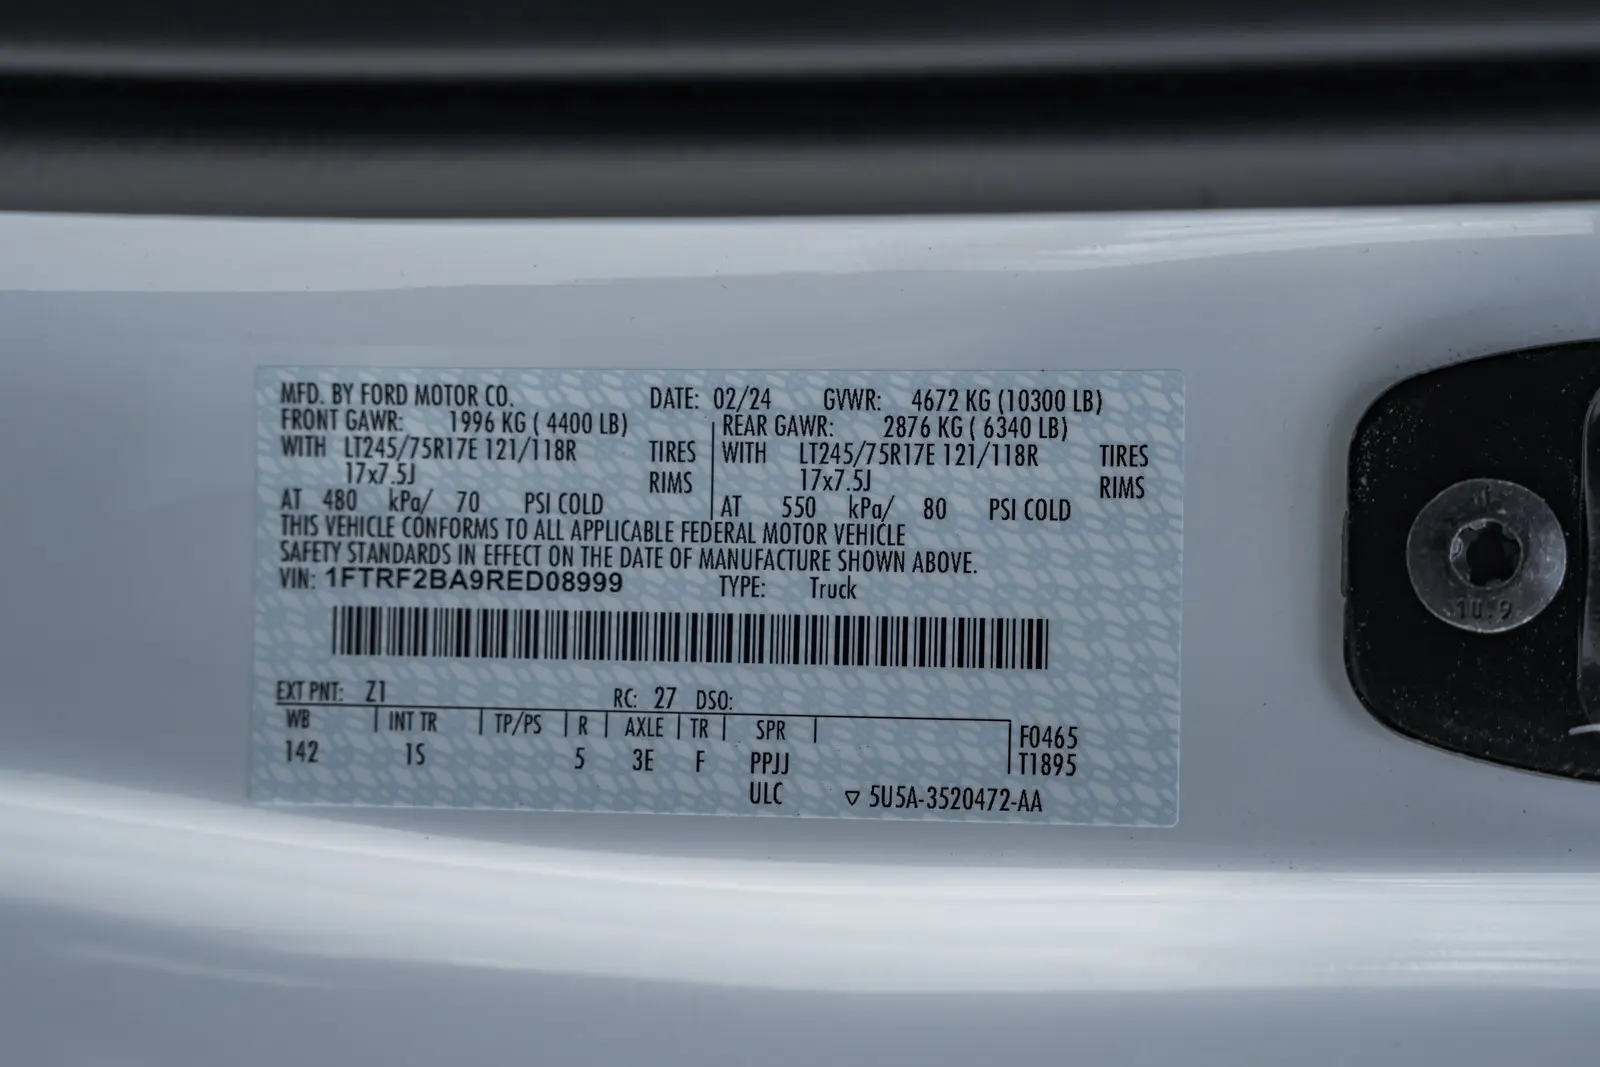 MFD. BY FORD MOTOR CO. DATE: 02/24 GVWR: 4672 KG (10300 LB)
FRONT GAWR: 1996 KG ( 4400 LB) REAR GAWR: 2876 KG ( 6340 LB)
WITH LT245/75R17E 121/118R TIRES WITH LT245/75R17E 121/118R TIRES
17x7.5J RIMS 17x7.5J RIMS
AT 480 kPa/ 70 PSI COLD AT 550 kPa/ 80 PSI COLD
THIS VEHICLE CONFORMS TO ALL APPLICABLE FEDERAL MOTOR VEHICLE
SAFETY STANDARDS IN EFFECT ON THE DATE OF MANUFACTURE SHOWN ABOVE.
VIN: 1FTRF2BA9RED08999 TYPE: Truck
EXT PNT: Z1 RC: 27 DSO:
WB INT TR TP/PS R AXLE TR SPR F0465
142 1S 5 3E F PPJJ T1895
ULC ▽ 5U5A-3520472-AA
10.9